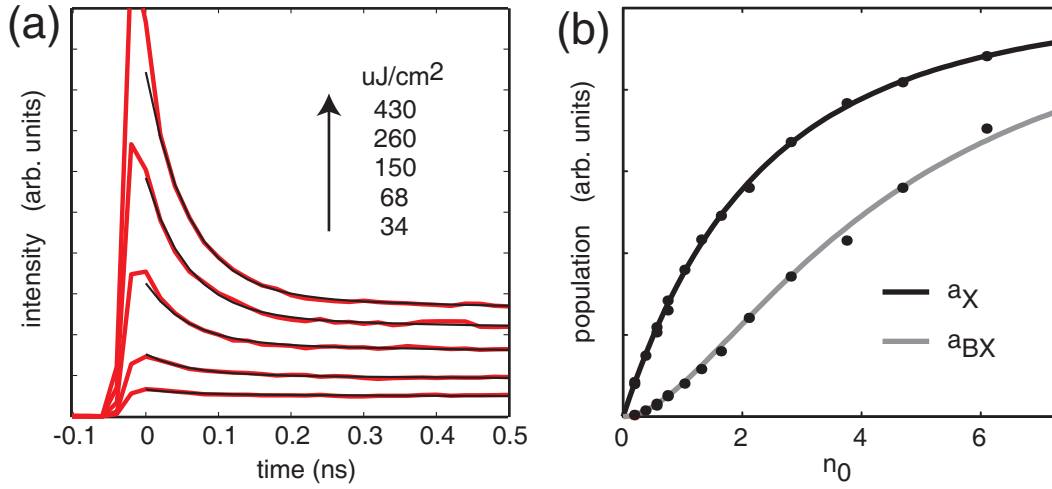 (a)
intensity (arb. units)
uJ/cm²
430
260
150
68
34
-0.1 0 0.1 0.2 0.3 0.4 0.5
time (ns)
(b)
population (arb. units)
aX
aBX
0 2 4 6
n0